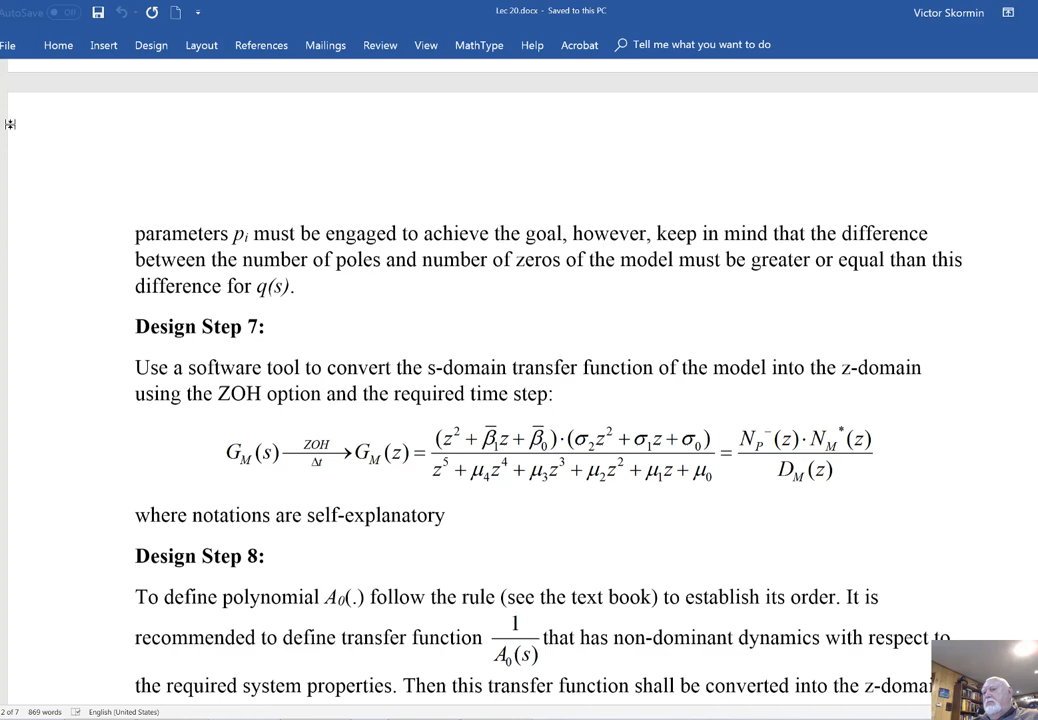 AutoSave Off Lec 20.docx - Saved to this PC Victor Skormin
File Home Insert Design Layout References Mailings Review View MathType Help Acrobat Tell me what you want to do
parameters pᵢ must be engaged to achieve the goal, however, keep in mind that the difference
between the number of poles and number of zeros of the model must be greater or equal than this
difference for q(s).
Design Step 7:
Use a software tool to convert the s-domain transfer function of the model into the z-domain
using the ZOH option and the required time step:
G_M(s) —ZOH/Δt→ G_M(z) = (z² + β̄₁z + β̄₀)·(σ₂z² + σ₁z + σ₀) / (z⁵ + μ₄z⁴ + μ₃z³ + μ₂z² + μ₁z + μ₀) = N_P⁻(z)·N_M*(z) / D_M(z)
where notations are self-explanatory
Design Step 8:
To define polynomial A₀(.) follow the rule (see the text book) to establish its order. It is
recommended to define transfer function 1/A₀(s) that has non-dominant dynamics with respect to
the required system properties. Then this transfer function shall be converted into the z-domai
2 of 7 869 words English (United States)